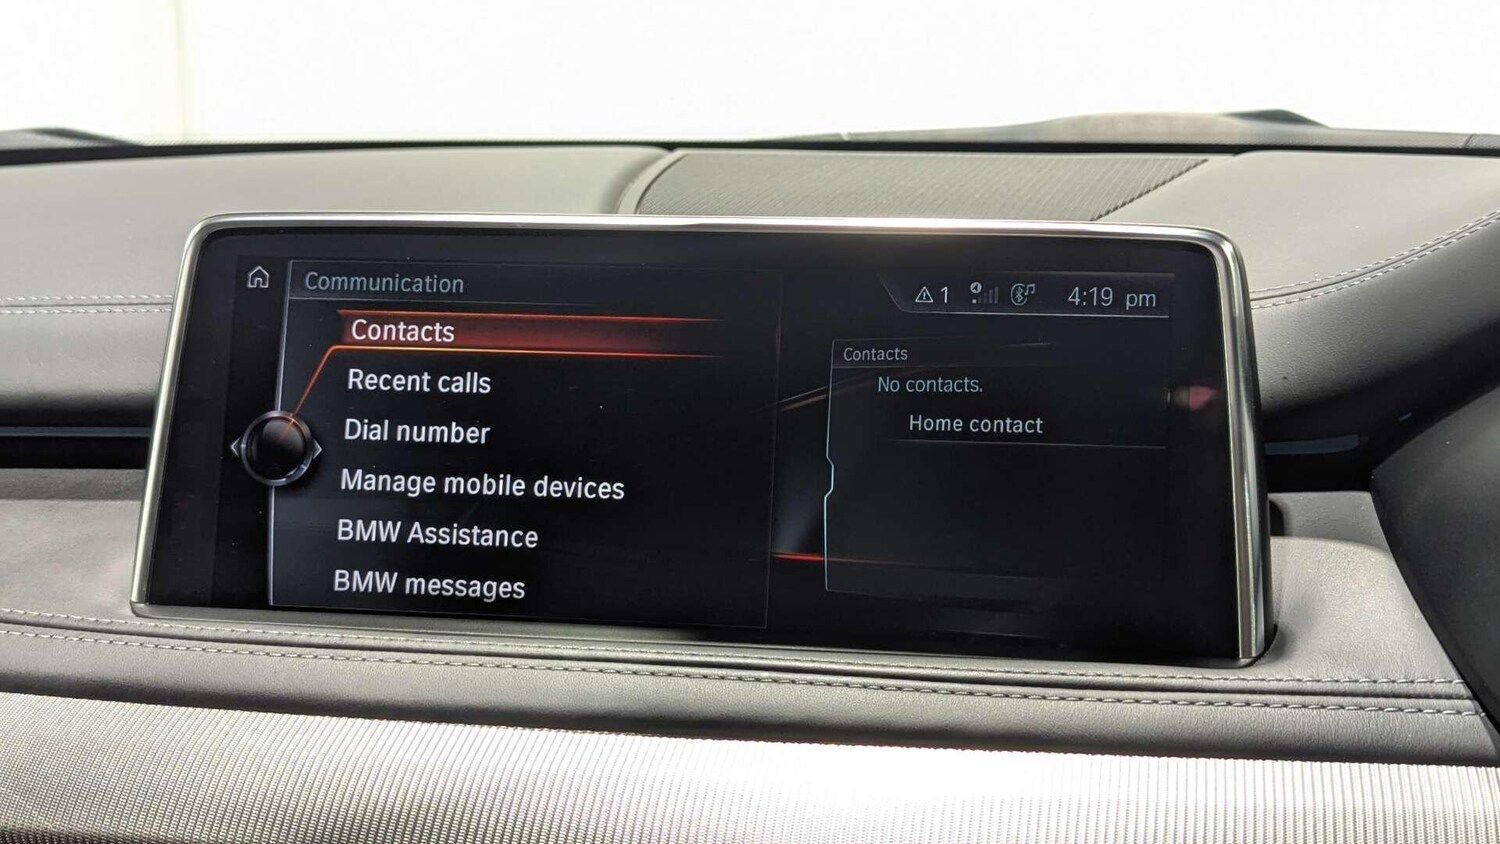 Communication
1 4:19 pm
Contacts
Recent calls
Dial number
Manage mobile devices
BMW Assistance
BMW messages
Contacts
No contacts.
Home contact